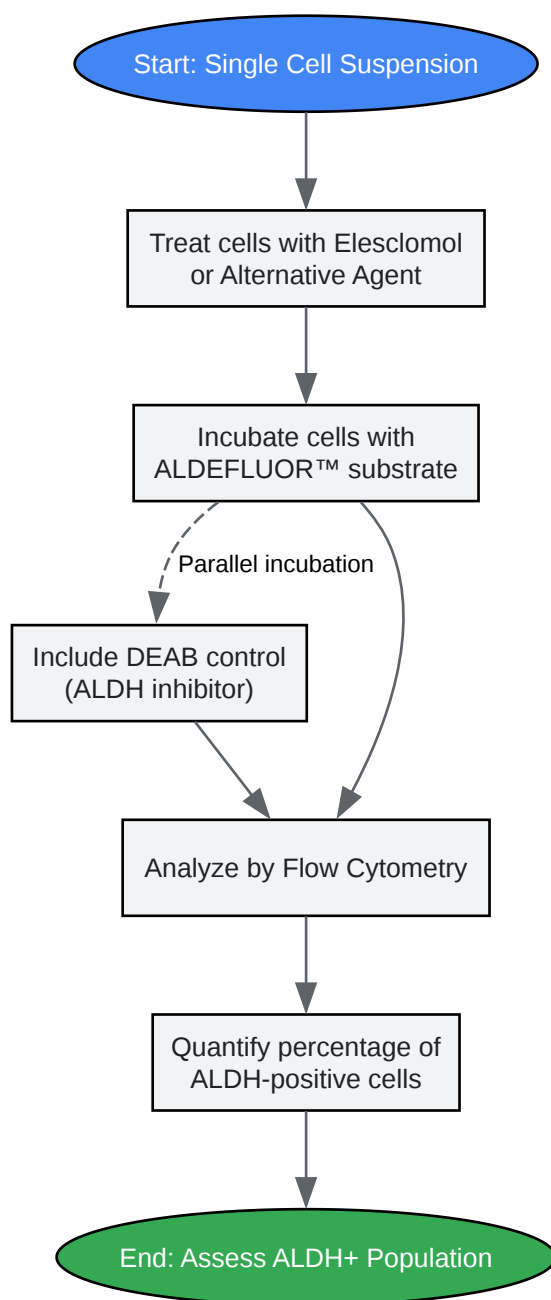 Start: Single Cell Suspension
Treat cells with Elesclomol
or Alternative Agent
Incubate cells with
ALDEFLUOR™ substrate
Parallel incubation
Include DEAB control
(ALDH inhibitor)
Analyze by Flow Cytometry
Quantify percentage of
ALDH-positive cells
End: Assess ALDH+ Population